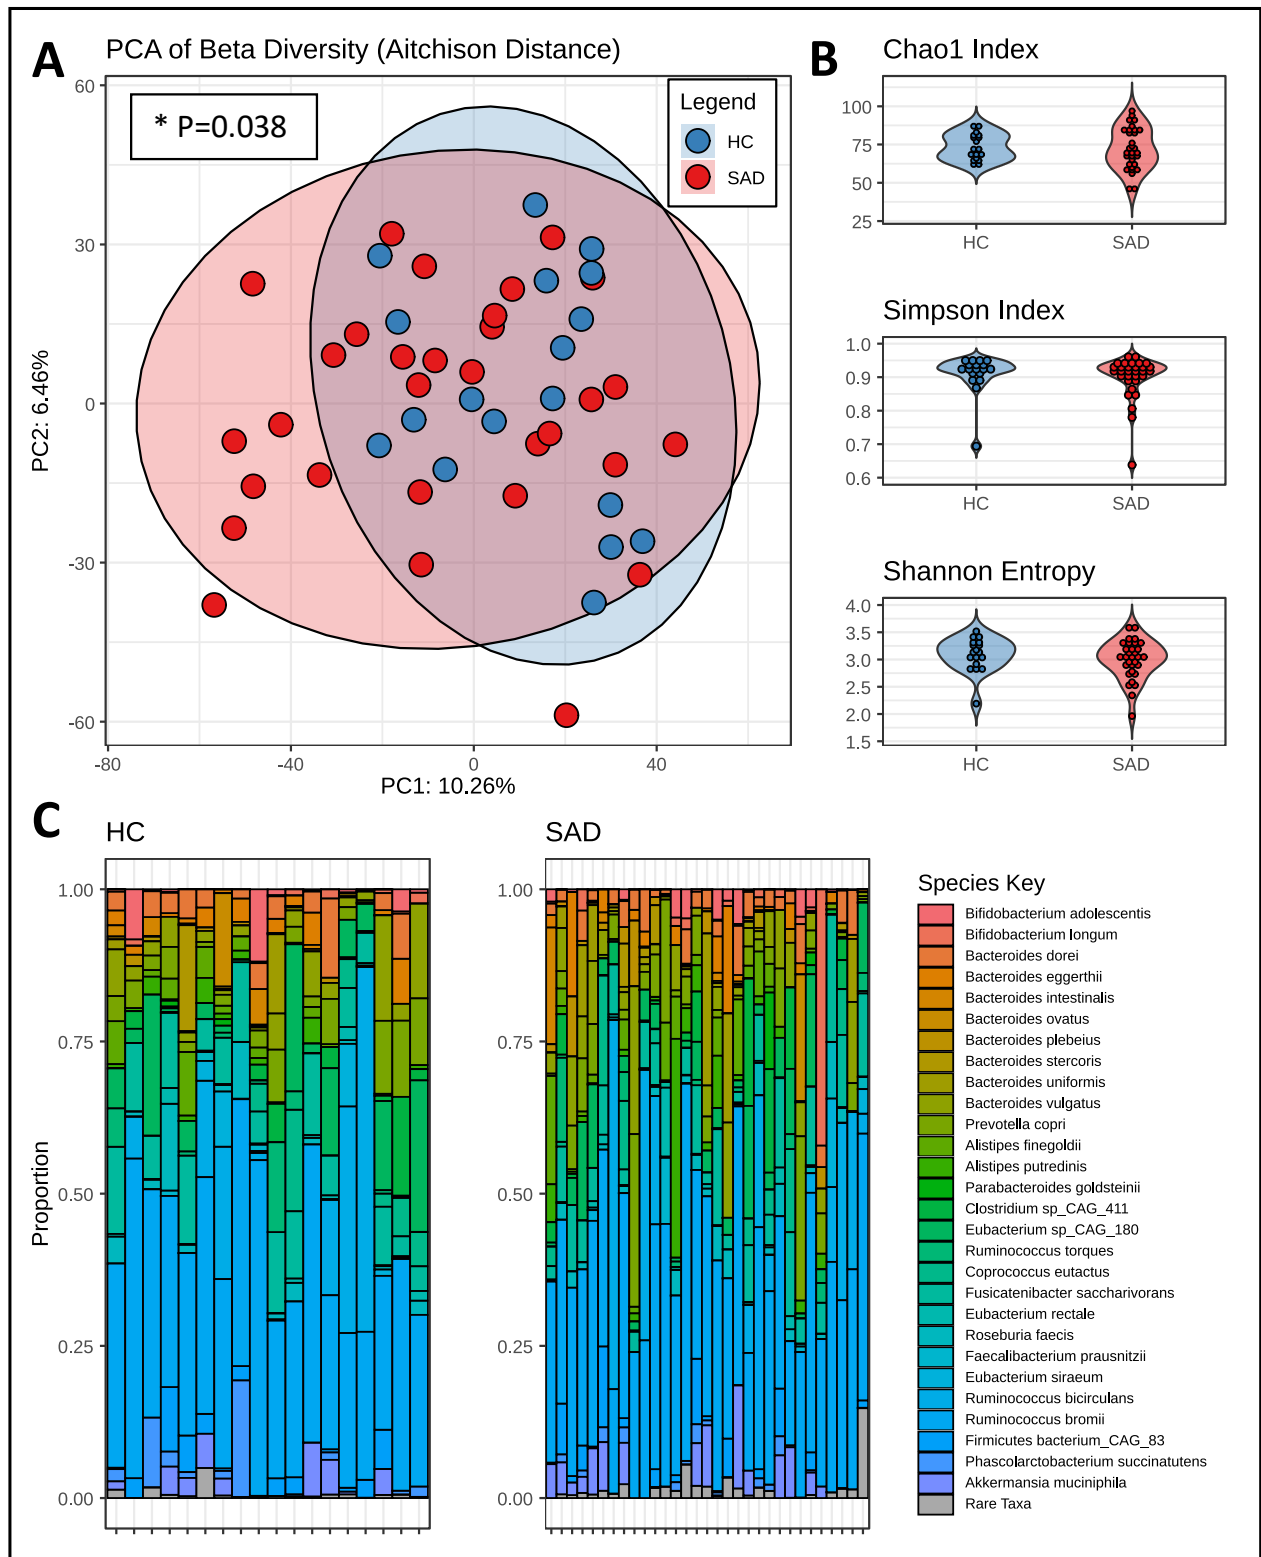 A
PCA of Beta Diversity (Aitchison Distance)
* P=0.038
Legend
HC
SAD
60
30
0
-30
-60
PC2: 6.46%
-80
-40
0
40
PC1: 10.26%
B
Chao1 Index
100
75
50
25
HC
SAD
Simpson Index
1.0
0.9
0.8
0.7
0.6
HC
SAD
Shannon Entropy
4.0
3.5
3.0
2.5
2.0
1.5
HC
SAD
C
HC
1.00
0.75
0.50
0.25
0.00
Proportion
SAD
1.00
0.75
0.50
0.25
0.00
Species Key
Bifidobacterium adolescentis
Bifidobacterium longum
Bacteroides dorei
Bacteroides eggerthii
Bacteroides intestinalis
Bacteroides ovatus
Bacteroides plebeius
Bacteroides stercoris
Bacteroides uniformis
Bacteroides vulgatus
Prevotella copri
Alistipes finegoldii
Alistipes putredinis
Parabacteroides goldsteinii
Clostridium sp_CAG_411
Eubacterium sp_CAG_180
Ruminococcus torques
Coprococcus eutactus
Fusicatenibacter saccharivorans
Eubacterium rectale
Roseburia faecis
Faecalibacterium prausnitzii
Eubacterium siraeum
Ruminococcus bicirculans
Ruminococcus bromii
Firmicutes bacterium_CAG_83
Phascolarctobacterium succinatutens
Akkermansia muciniphila
Rare Taxa